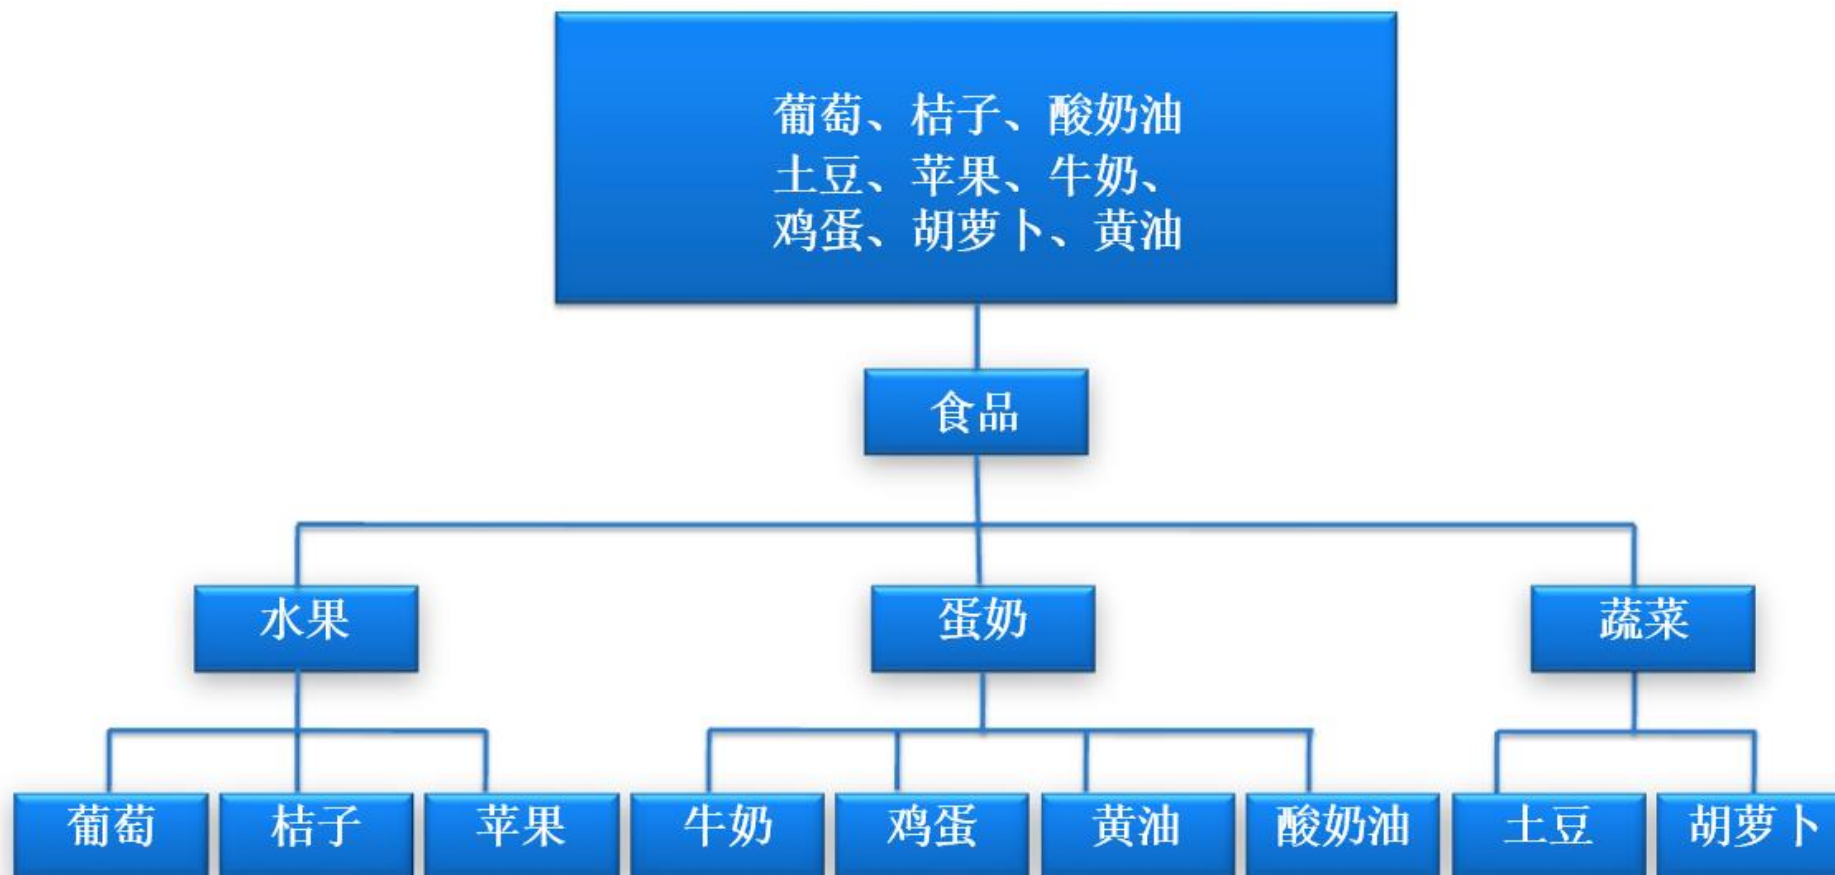 葡萄、桔子、酸奶油
土豆、苹果、牛奶、
鸡蛋、胡萝卜、黄油
食品
水果
蛋奶
蔬菜
葡萄
桔子
苹果
牛奶
鸡蛋
黄油
酸奶油
土豆
胡萝卜